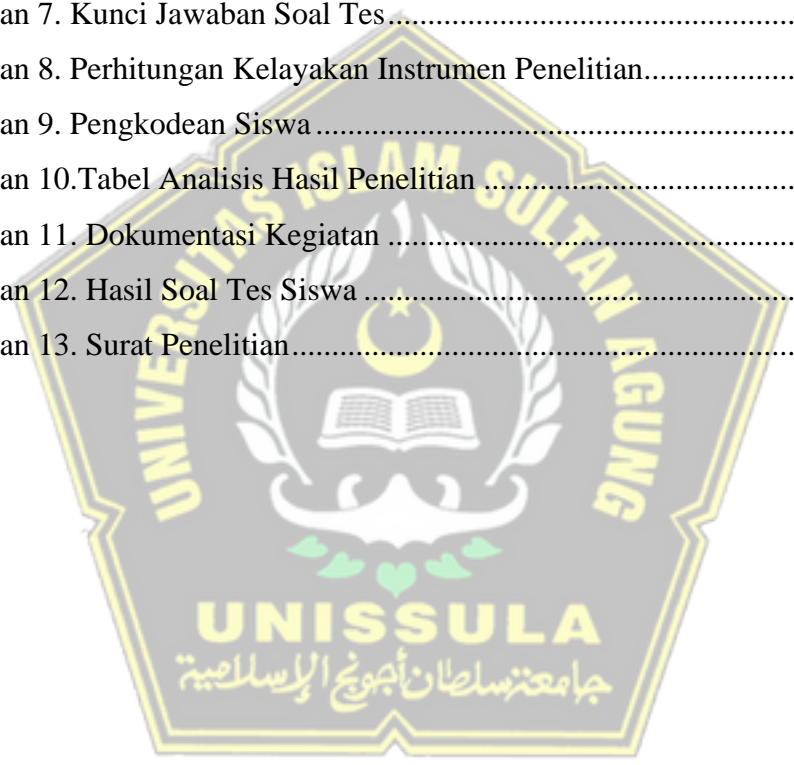 an 7. Kunci Jawaban Soal Tes......................................................
an 8. Perhitungan Kelayakan Instrumen Penelitian....................
an 9. Pengkodean Siswa..............................................................
an 10.Tabel Analisis Hasil Penelitian .........................................
an 11. Dokumentasi Kegiatan .....................................................
an 12. Hasil Soal Tes Siswa ........................................................
an 13. Surat Penelitian.................................................................
UNIVERSITAS ISLAM SULTAN AGUNG
UNISSULA
جامعة سلطان أجونج الإسلامية